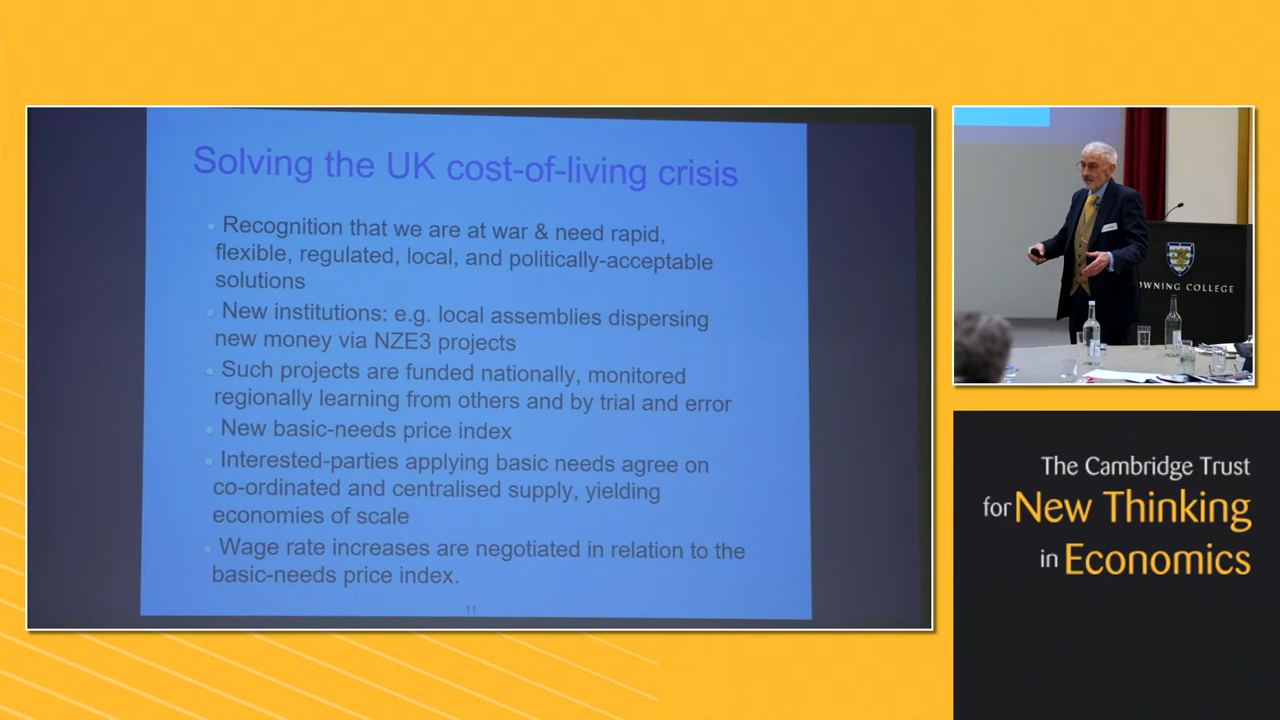 Solving the UK cost-of-living crisis
Recognition that we are at war & need rapid,
flexible, regulated, local, and politically-acceptable
solutions
New institutions: e.g. local assemblies dispersing
new money via NZE3 projects
Such projects are funded nationally, monitored
regionally learning from others and by trial and error
New basic-needs price index
Interested-parties applying basic needs agree on
co-ordinated and centralised supply, yielding
economies of scale
Wage rate increases are negotiated in relation to the
basic-needs price index.
11
OWNING COLLEGE
The Cambridge Trust
for New Thinking
in Economics